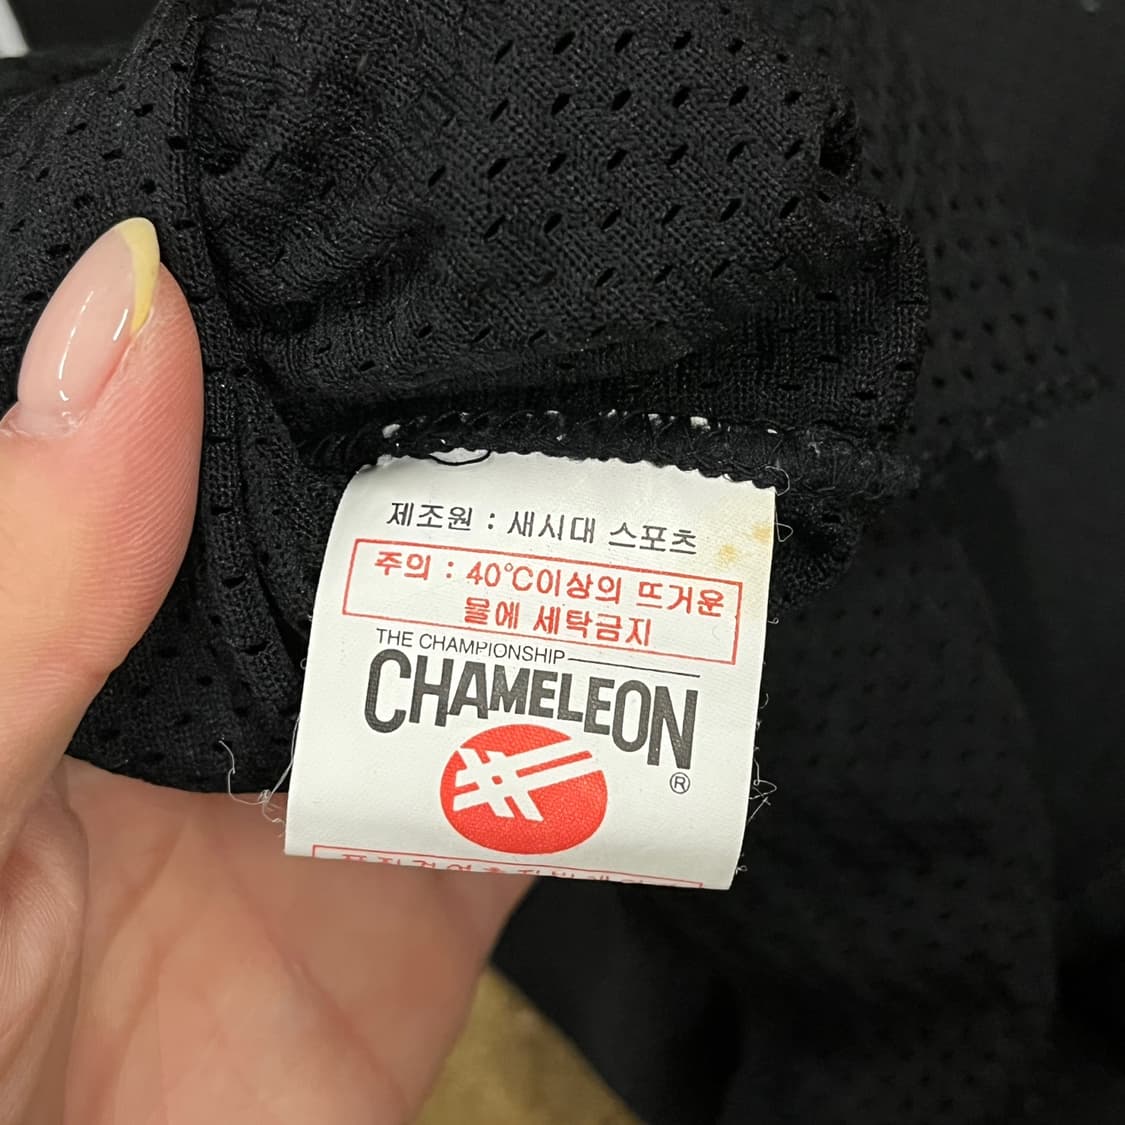 제조원 : 새시대 스포츠
주의 : 40℃이상의 뜨거운
물에 세탁금지
THE CHAMPIONSHIP
CHAMELEON
®